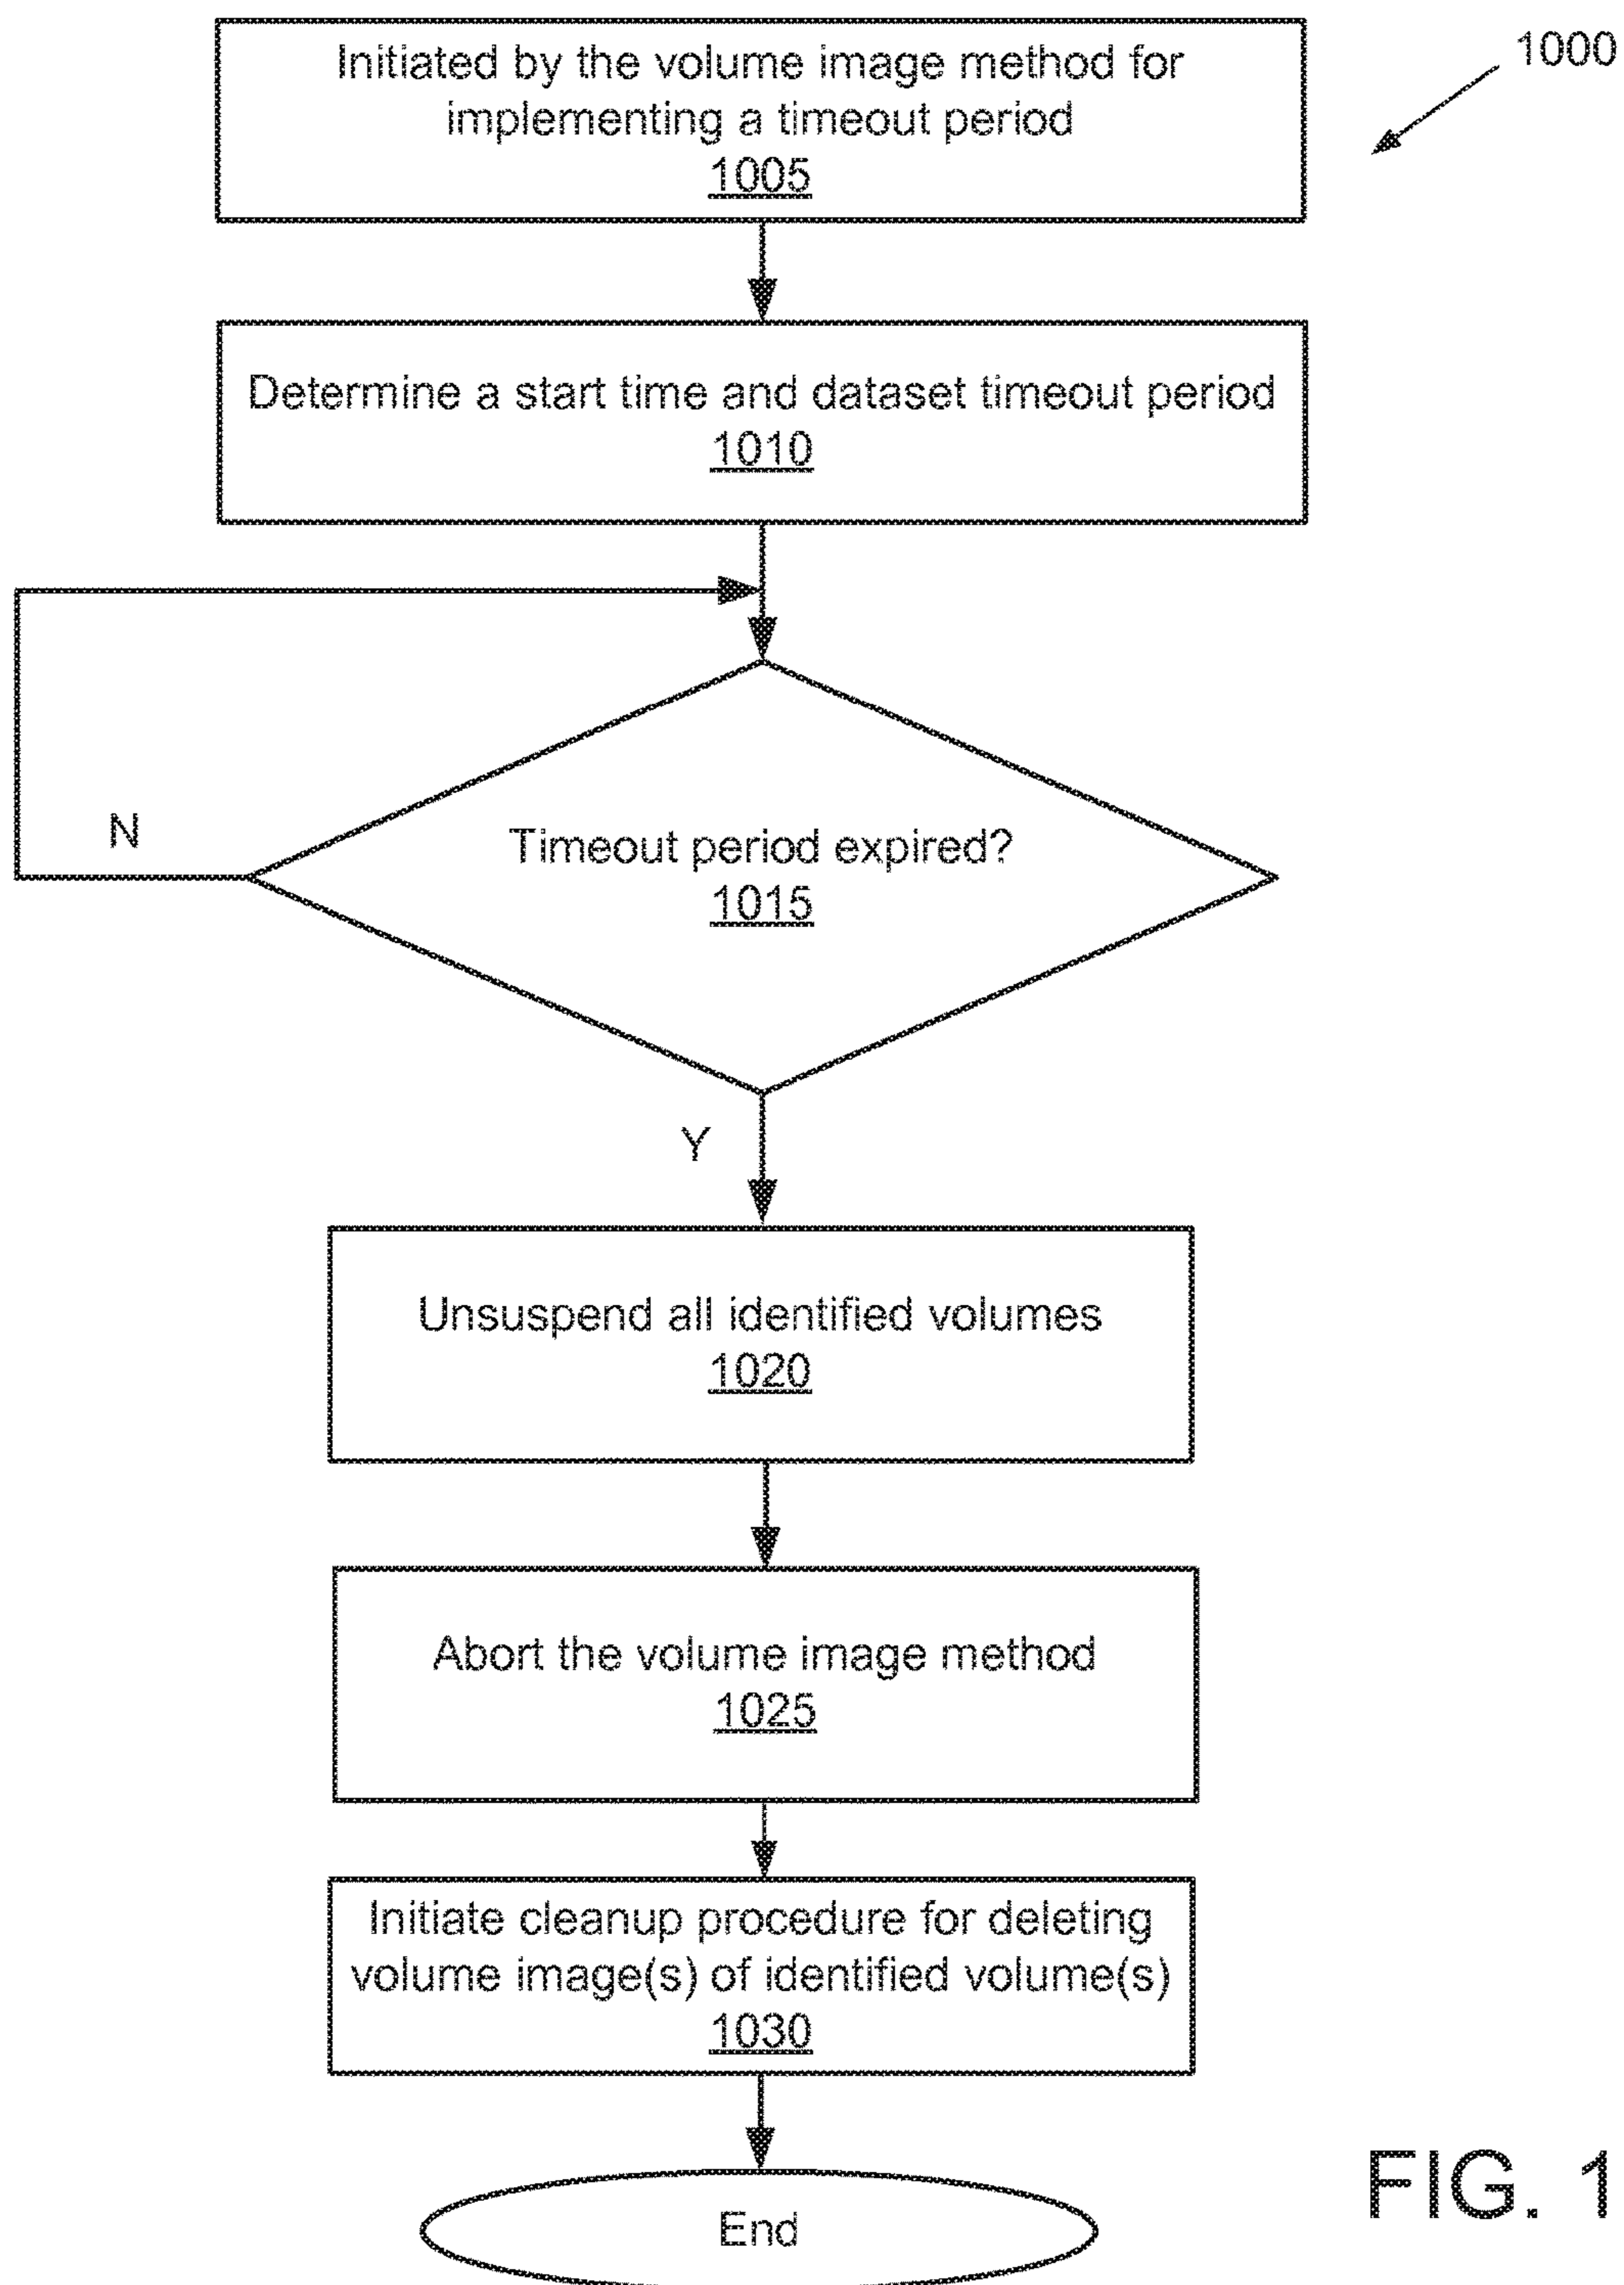 Initiated by the volume image method for
implementing a timeout period
1005
1000
Determine a start time and dataset timeout period
1010
N
Timeout period expired?
1015
Y
Unsuspend all identified volumes
1020
Abort the volume image method
1025
Initiate cleanup procedure for deleting
volume image(s) of identified volume(s)
1030
End
FIG. 1